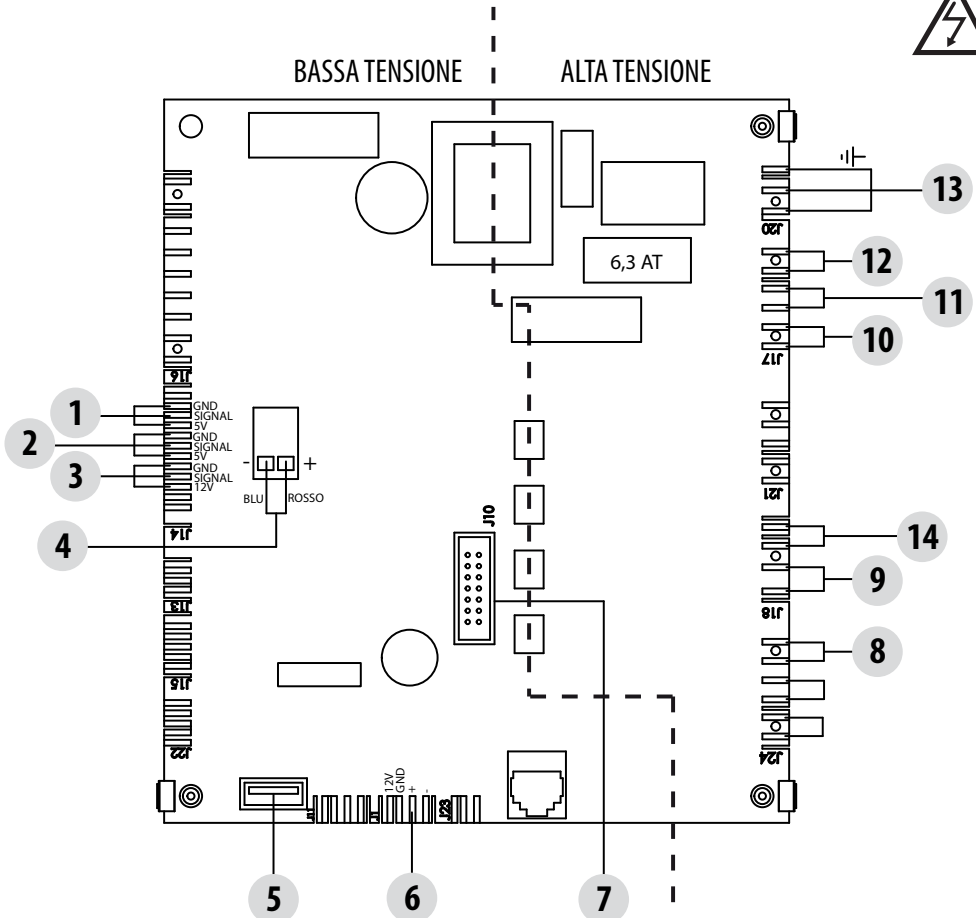 BASSA TENSIONE
ALTA TENSIONE
13
J20
6,3 AT
12
11
10
J17
J16
1
GND
SIGNAL
5V
2
GND
SIGNAL
5V
3
GND
SIGNAL
12V
- +
BLU
ROSSO
4
J14
J10
J21
14
9
J18
J13
8
J15
J22
J24
12V
GND
+
-
J23
5
6
7